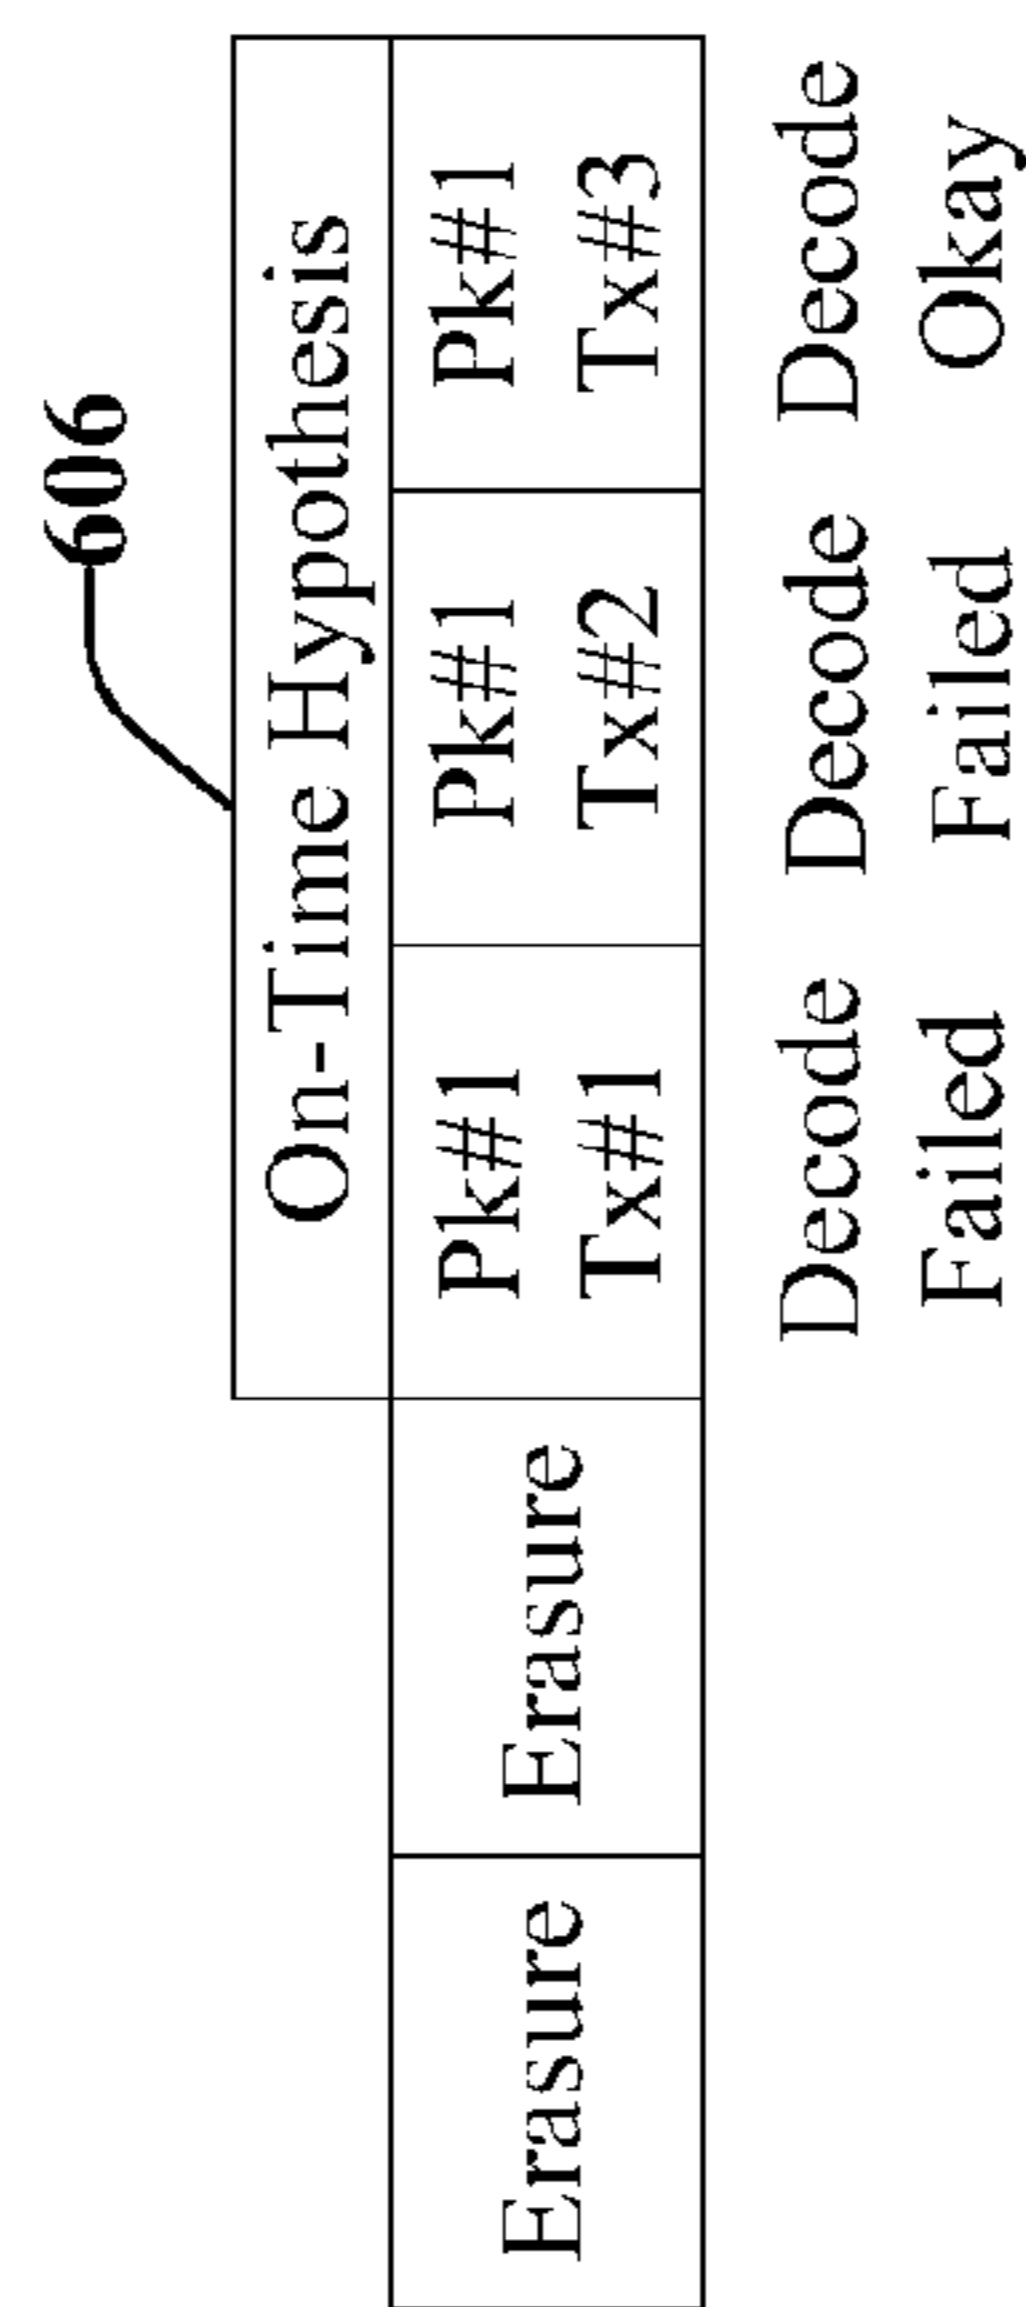 606
On-Time Hypothesis
Erasure
Erasure
Pk#1
Tx#1
Pk#1
Tx#2
Pk#1
Tx#3
Decode
Failed
Decode
Failed
Decode
Okay